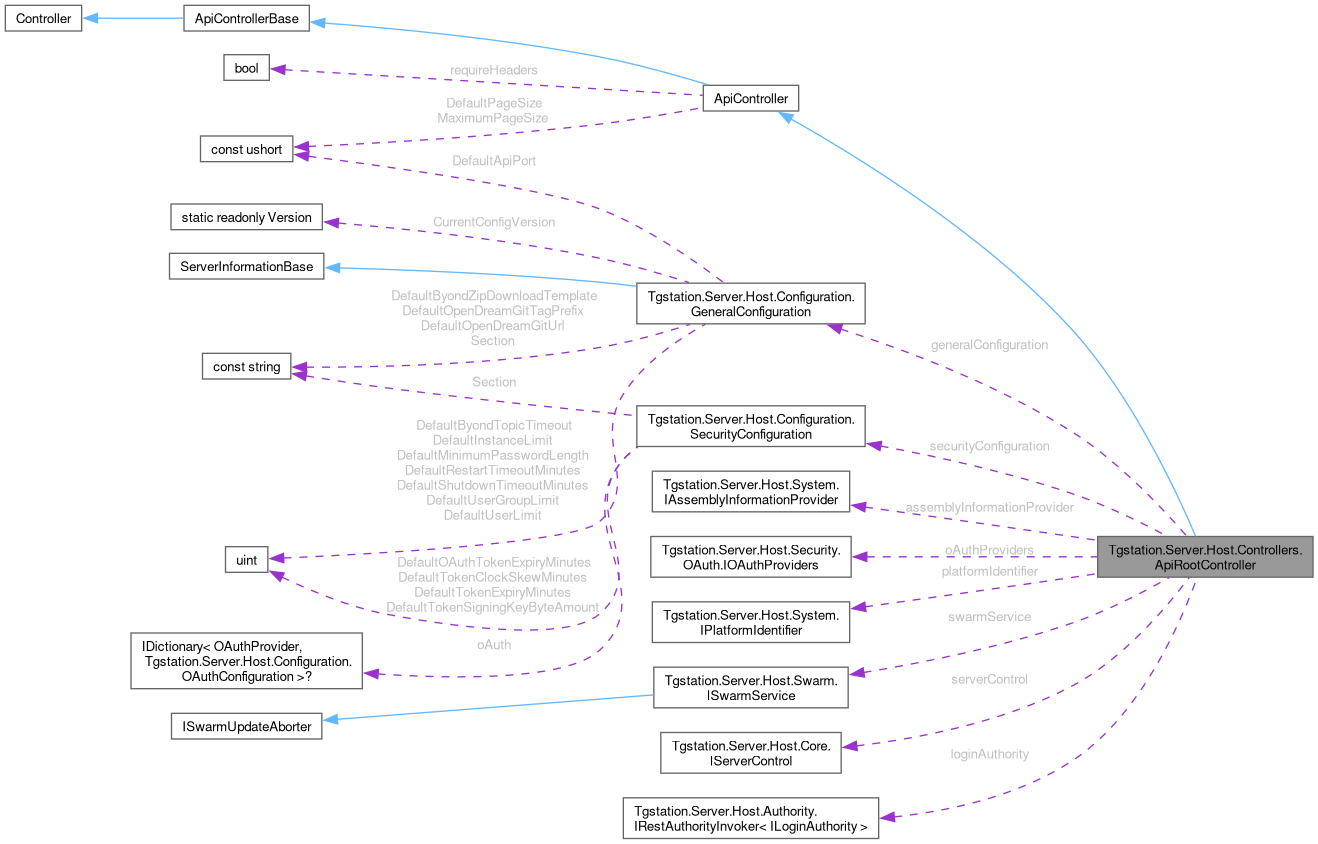 Controller
ApiControllerBase
bool
requireHeaders
ApiController
DefaultPageSize
MaximumPageSize
const ushort
DefaultApiPort
static readonly Version
CurrentConfigVersion
ServerInformationBase
Tgstation.Server.Host.Configuration.
GeneralConfiguration
DefaultByondZipDownloadTemplate
DefaultOpenDreamGitTagPrefix
DefaultOpenDreamGitUrl
Section
generalConfiguration
const string
Section
Tgstation.Server.Host.Configuration.
SecurityConfiguration
securityConfiguration
DefaultByondTopicTimeout
DefaultInstanceLimit
DefaultMinimumPasswordLength
DefaultRestartTimeoutMinutes
DefaultShutdownTimeoutMinutes
DefaultUserGroupLimit
DefaultUserLimit
Tgstation.Server.Host.System.
IAssemblyInformationProvider
assemblyInformationProvider
uint
Tgstation.Server.Host.Security.
OAuth.IOAuthProviders
oAuthProviders
Tgstation.Server.Host.Controllers.
ApiRootController
DefaultOAuthTokenExpiryMinutes
DefaultTokenClockSkewMinutes
DefaultTokenExpiryMinutes
DefaultTokenSigningKeyByteAmount
platformIdentifier
Tgstation.Server.Host.System.
IPlatformIdentifier
swarmService
IDictionary< OAuthProvider,
Tgstation.Server.Host.Configuration.
OAuthConfiguration >?
oAuth
Tgstation.Server.Host.Swarm.
ISwarmService
serverControl
ISwarmUpdateAborter
Tgstation.Server.Host.Core.
IServerControl
loginAuthority
Tgstation.Server.Host.Authority.
IRestAuthorityInvoker< ILoginAuthority >